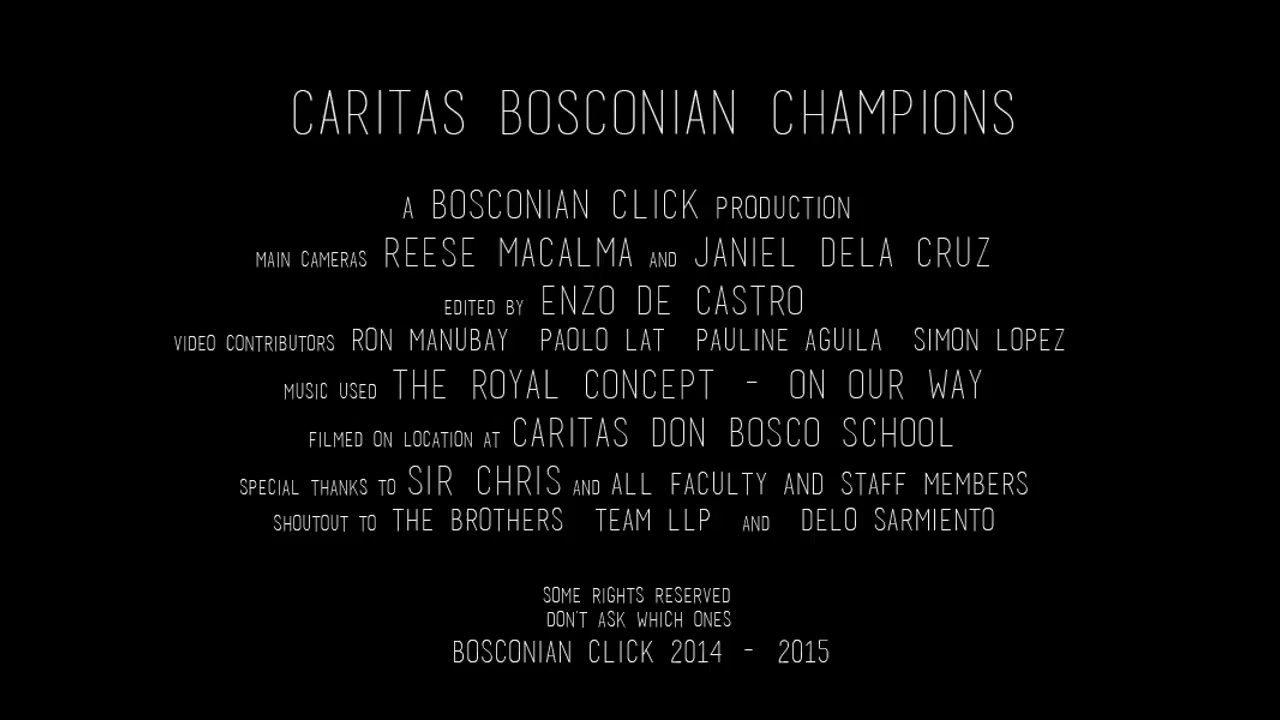 CARITAS BOSCONIAN CHAMPIONS
A BOSCONIAN CLICK PRODUCTION
MAIN CAMERAS REESE MACALMA AND JANIEL DELA CRUZ
EDITED BY ENZO DE CASTRO
VIDEO CONTRIBUTORS RON MANUBAY PAOLO LAT PAULINE AGUILA SIMON LOPEZ
MUSIC USED THE ROYAL CONCEPT - ON OUR WAY
FILMED ON LOCATION AT CARITAS DON BOSCO SCHOOL
SPECIAL THANKS TO SIR CHRIS AND ALL FACULTY AND STAFF MEMBERS
SHOUTOUT TO THE BROTHERS TEAM LLP AND DELO SARMIENTO
SOME RIGHTS RESERVED
DON'T ASK WHICH ONES
BOSCONIAN CLICK 2014 - 2015